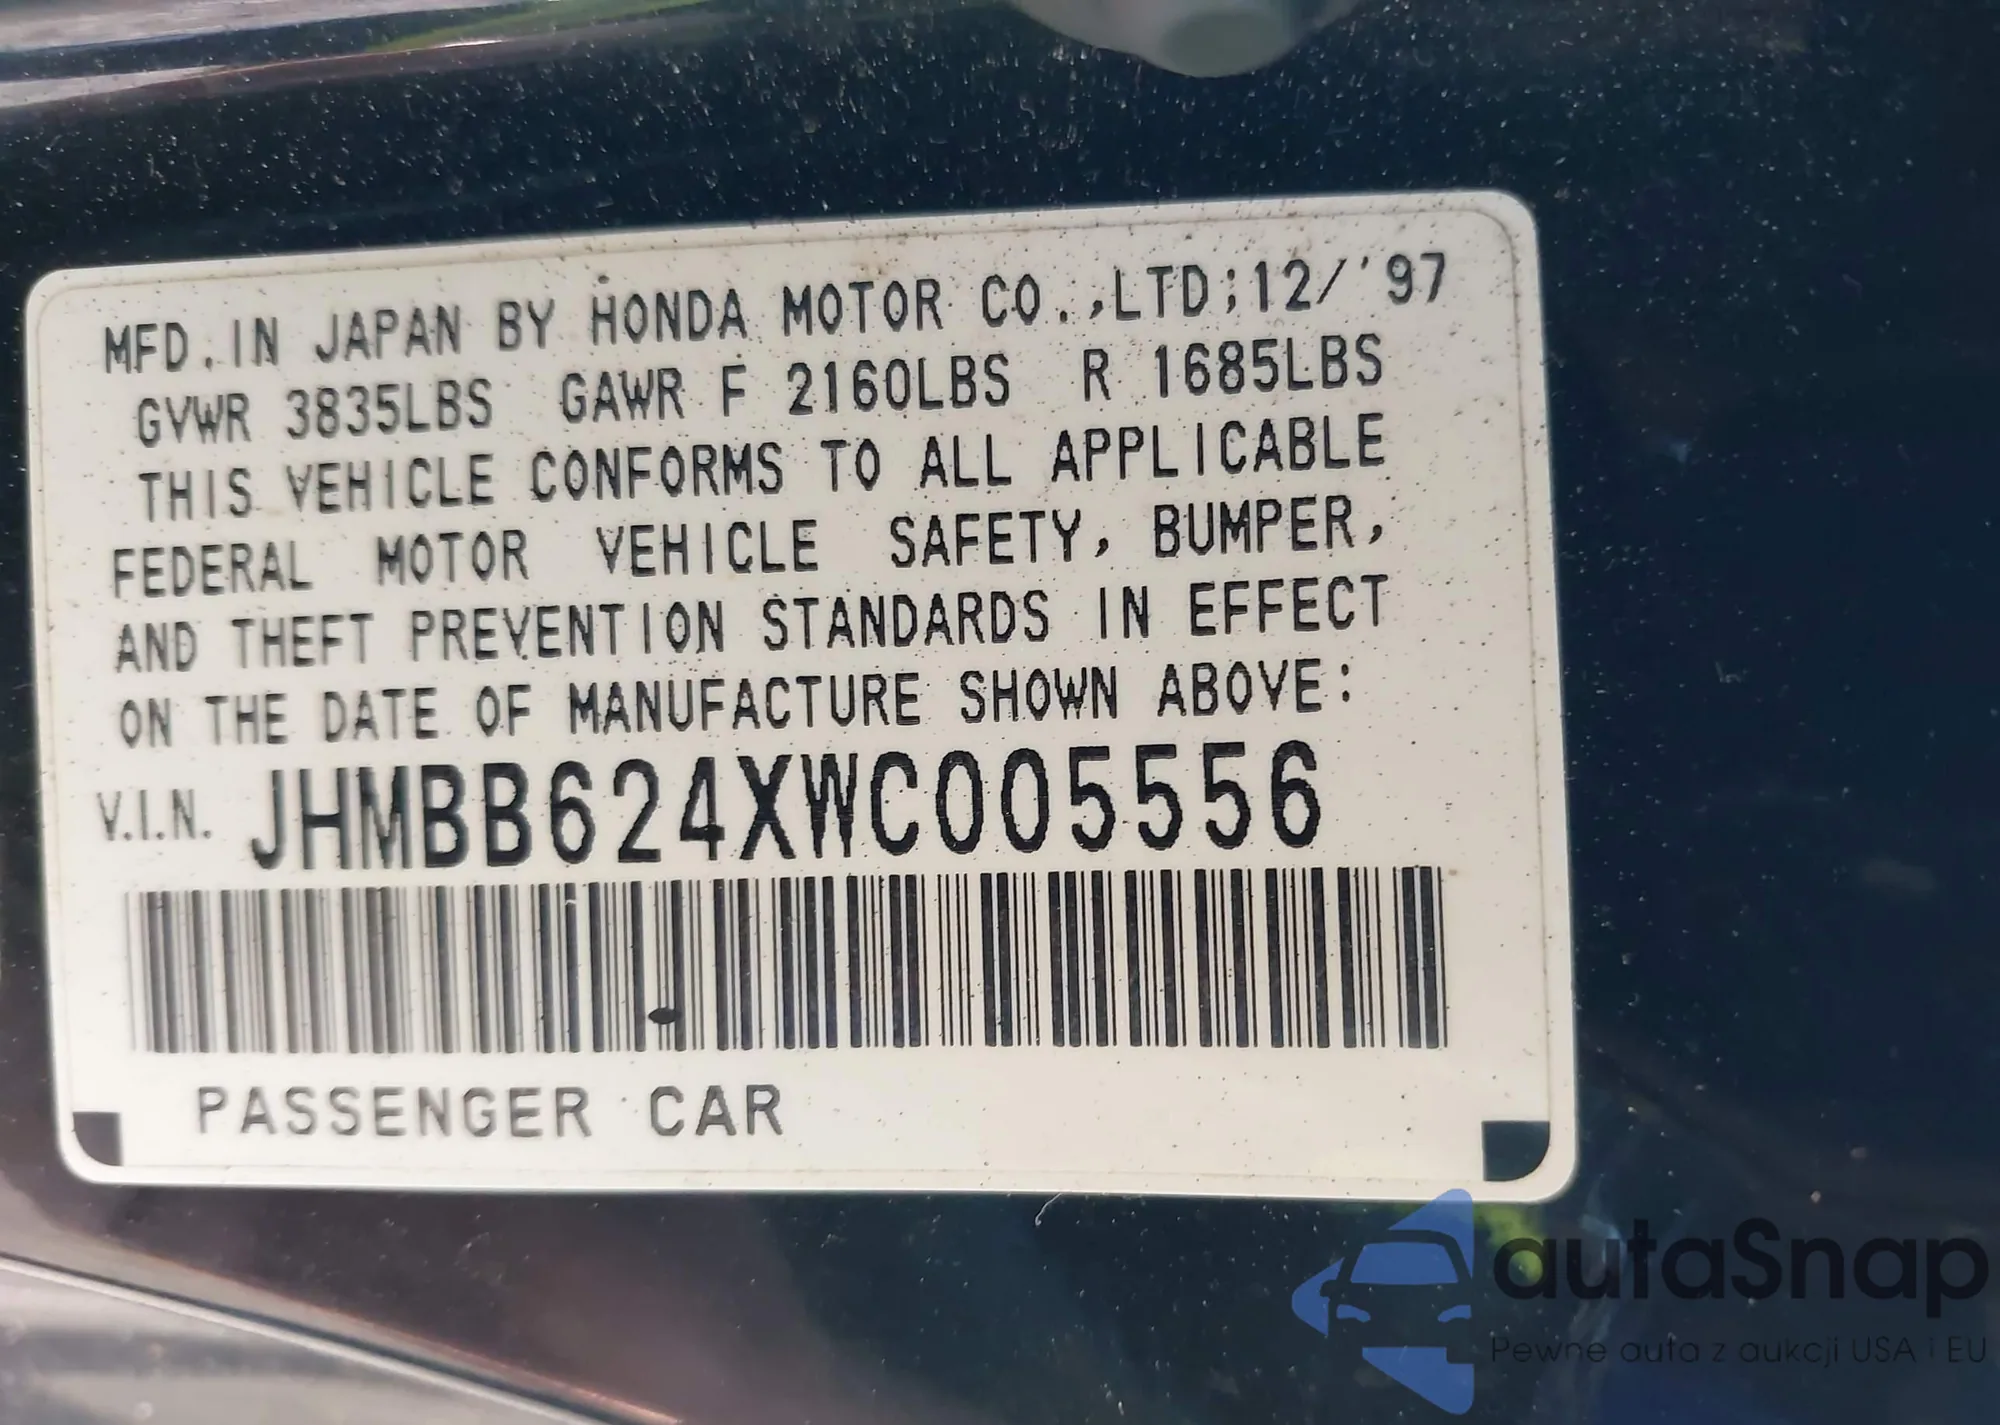 MFD. IN JAPAN BY HONDA MOTOR CO.,LTD;12/'97
GVWR 3835LBS GAWR F 2160LBS R 1685LBS
THIS VEHICLE CONFORMS TO ALL APPLICABLE
FEDERAL MOTOR VEHICLE SAFETY, BUMPER,
AND THEFT PREVENTION STANDARDS IN EFFECT
ON THE DATE OF MANUFACTURE SHOWN ABOVE:
V.I.N. JHMBB624XWC005556
PASSENGER CAR
autaSnap
Pewne auta z aukcji USA i EU